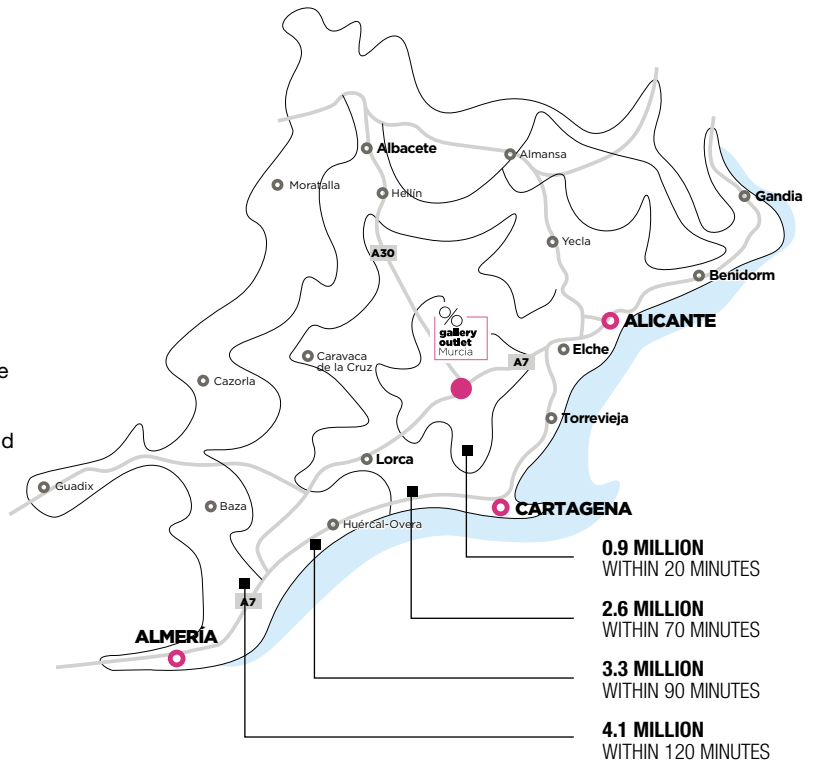 Albacete
Almansa
Moratalla
Hellín
Gandia
Yecla
A30
Benidorm
%
gallery
outlet
Murcia
ALICANTE
Elche
A7
Caravaca
de la Cruz
e
Cazorla
Torrevieja
d
Lorca
Guadix
Baza
CARTAGENA
Huércal-Overa
0.9 MILLION
WITHIN 20 MINUTES
A7
2.6 MILLION
WITHIN 70 MINUTES
ALMERÍA
3.3 MILLION
WITHIN 90 MINUTES
4.1 MILLION
WITHIN 120 MINUTES